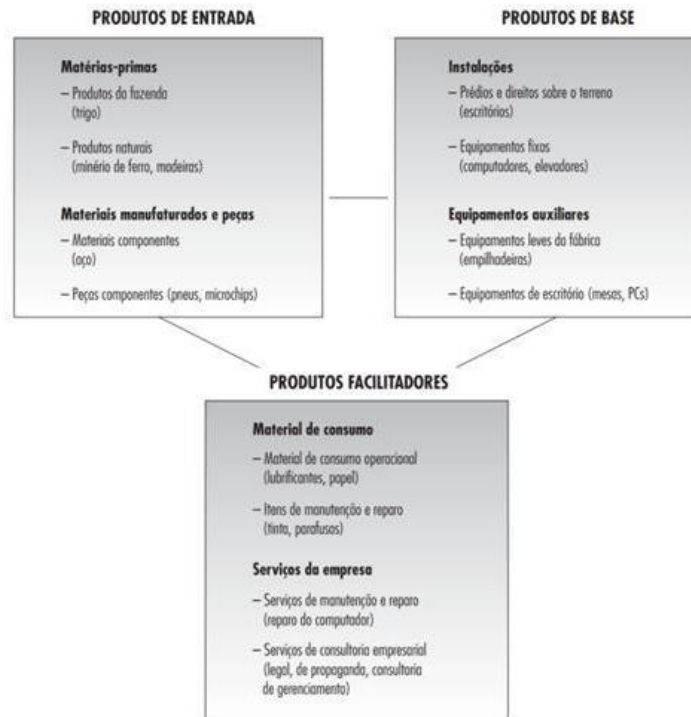 PRODUTOS DE ENTRADA
Matérias-primas
– Produtos da fazenda
(trigo)
– Produtos naturais
(minério de ferro, madeiras)
Materiais manufaturados e peças
– Materiais componentes
(aço)
– Peças componentes (pneus, microchips)
PRODUTOS DE BASE
Instalações
– Prédios e direitos sobre o terreno
(escritórios)
– Equipamentos fixos
(computadores, elevadores)
Equipamentos auxiliares
– Equipamentos leves da fábrica
(empilhadeiras)
– Equipamentos de escritório (mesas, PCs)
PRODUTOS FACILITADORES
Material de consumo
– Material de consumo operacional
(lubrificantes, papel)
– Itens de manutenção e reparo
(tinta, parafusos)
Serviços da empresa
– Serviços de manutenção e reparo
(reparo do computador)
– Serviços de consultoria empresarial
(legal, de propaganda, consultoria
de gerenciamento)